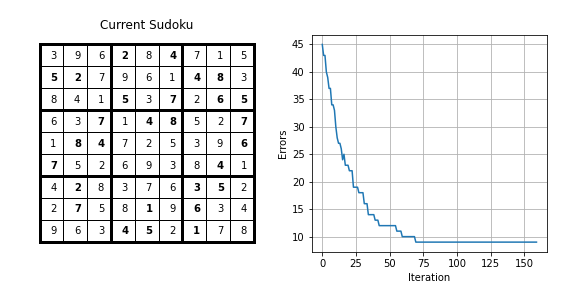 Current Sudoku
3 9 6 2 8 4 7 1 5
5 2 7 9 6 1 4 8 3
8 4 1 5 3 7 2 6 5
6 3 7 1 4 8 5 2 7
1 8 4 7 2 5 3 9 6
7 5 2 6 9 3 8 4 1
4 2 8 3 7 6 3 5 2
2 7 5 8 1 9 6 3 4
9 6 3 4 5 2 1 7 8
45
40
35
30
25
20
15
10
Errors
0 25 50 75 100 125 150
Iteration